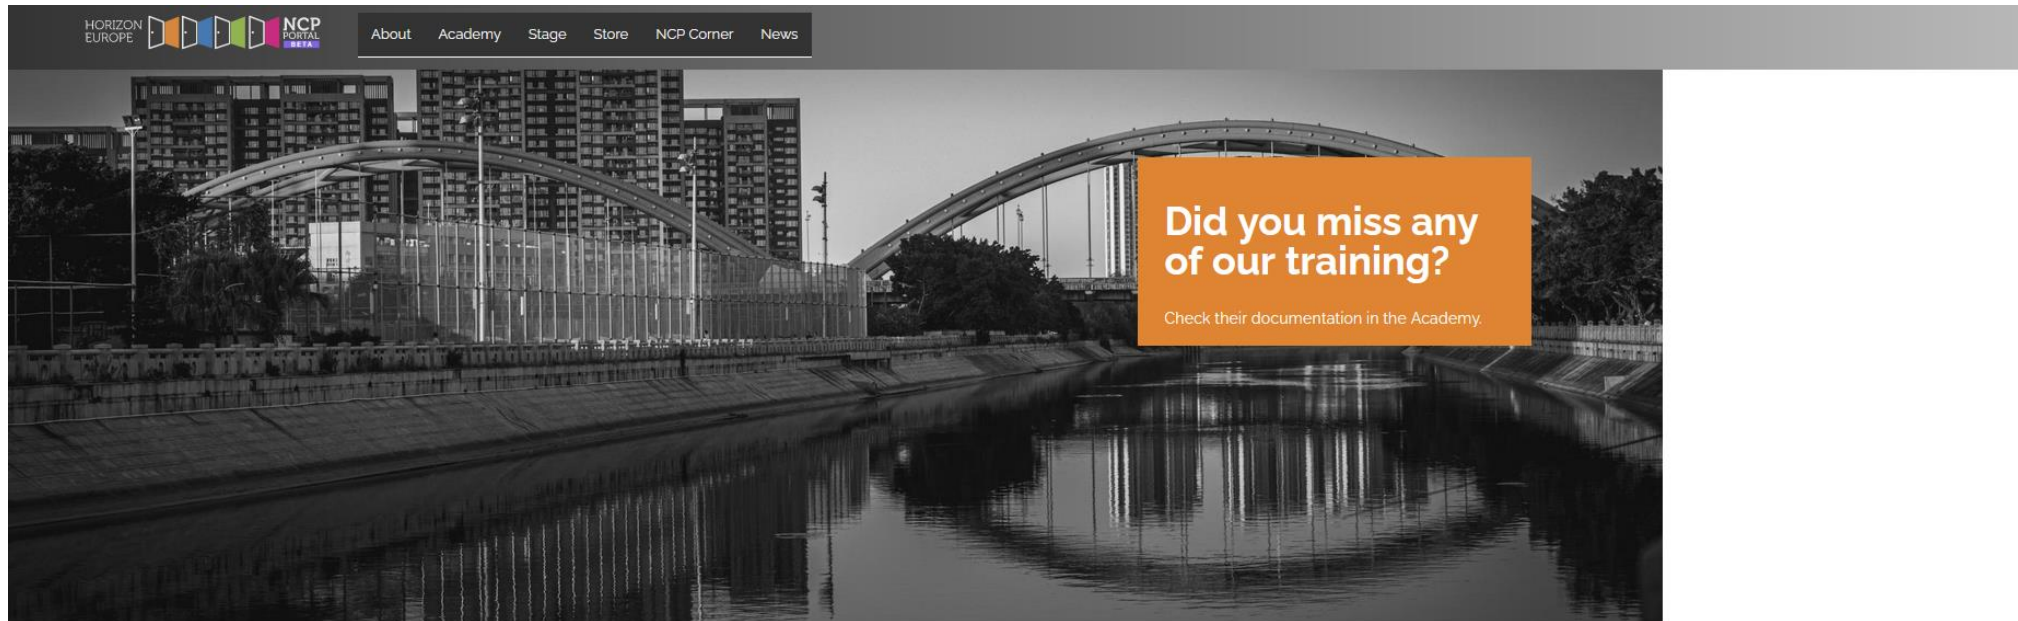 HORIZON
EUROPE
NCP
PORTAL
BETA
About Academy Stage Store NCP Corner News
Did you miss any
of our training?
Check their documentation in the Academy.